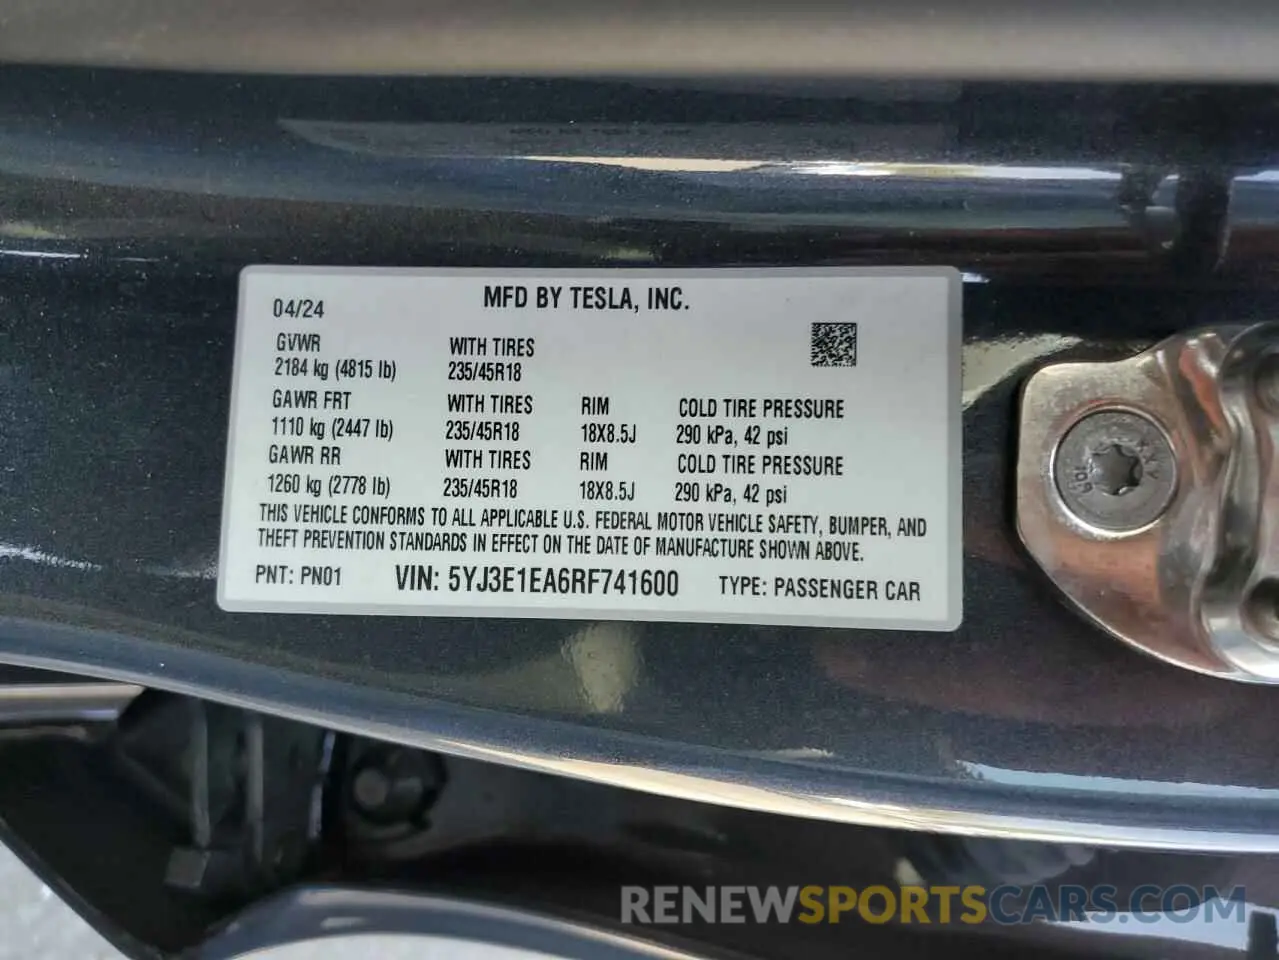 04/24 MFD BY TESLA, INC.
GVWR WITH TIRES
2184 kg (4815 lb) 235/45R18
GAWR FRT WITH TIRES RIM COLD TIRE PRESSURE
1110 kg (2447 lb) 235/45R18 18X8.5J 290 kPa, 42 psi
GAWR RR WITH TIRES RIM COLD TIRE PRESSURE
1260 kg (2778 lb) 235/45R18 18X8.5J 290 kPa, 42 psi
THIS VEHICLE CONFORMS TO ALL APPLICABLE U.S. FEDERAL MOTOR VEHICLE SAFETY, BUMPER, AND
THEFT PREVENTION STANDARDS IN EFFECT ON THE DATE OF MANUFACTURE SHOWN ABOVE.
PNT: PN01 VIN: 5YJ3E1EA6RF741600 TYPE: PASSENGER CAR
RENEWSPORTSCARS.COM